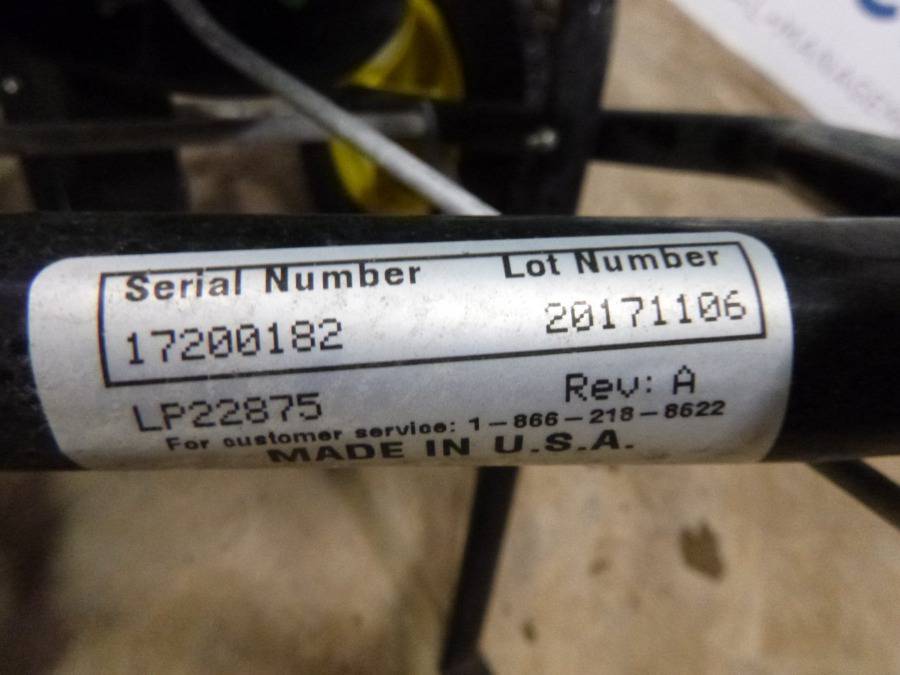 Serial Number Lot Number
17200182 20171106
LP22875 Rev: A
For customer service: 1-866-218-8622
MADE IN U.S.A.